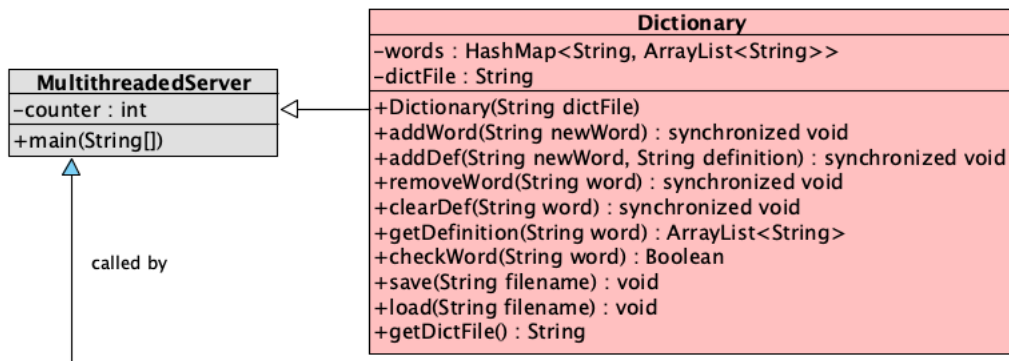 MultithreadedServer
-counter : int
+main(String[])
called by
Dictionary
-words : HashMap<String, ArrayList<String>>
-dictFile : String
+Dictionary(String dictFile)
+addWord(String newWord) : synchronized void
+addDef(String newWord, String definition) : synchronized void
+removeWord(String word) : synchronized void
+clearDef(String word) : synchronized void
+getDefinition(String word) : ArrayList<String>
+checkWord(String word) : Boolean
+save(String filename) : void
+load(String filename) : void
+getDictFile() : String